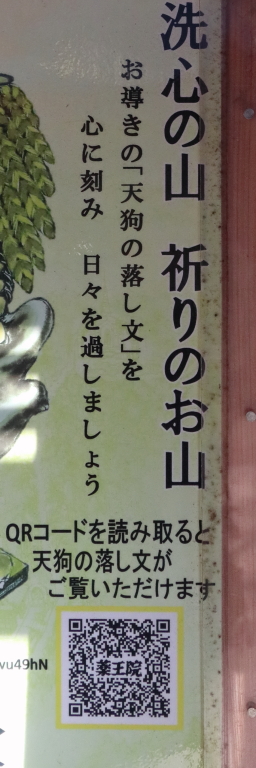 洗心の山　祈りのお山
お導きの「天狗の落し文」を
心に刻み　日々を過しましょう
QRコードを読み取ると
天狗の落し文が
ご覧いただけます
vu49hN
薬王院